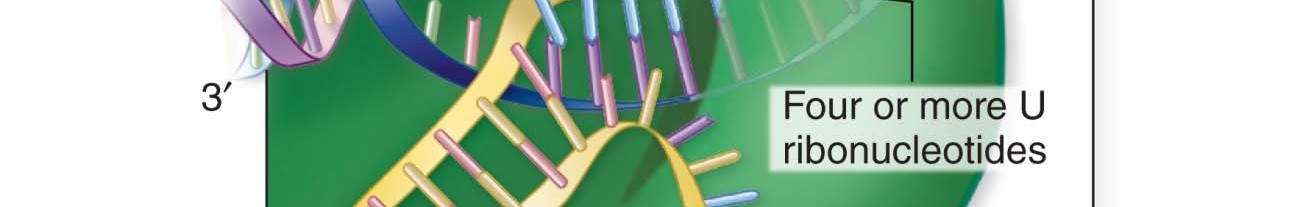 3′
Four or more U
ribonucleotides